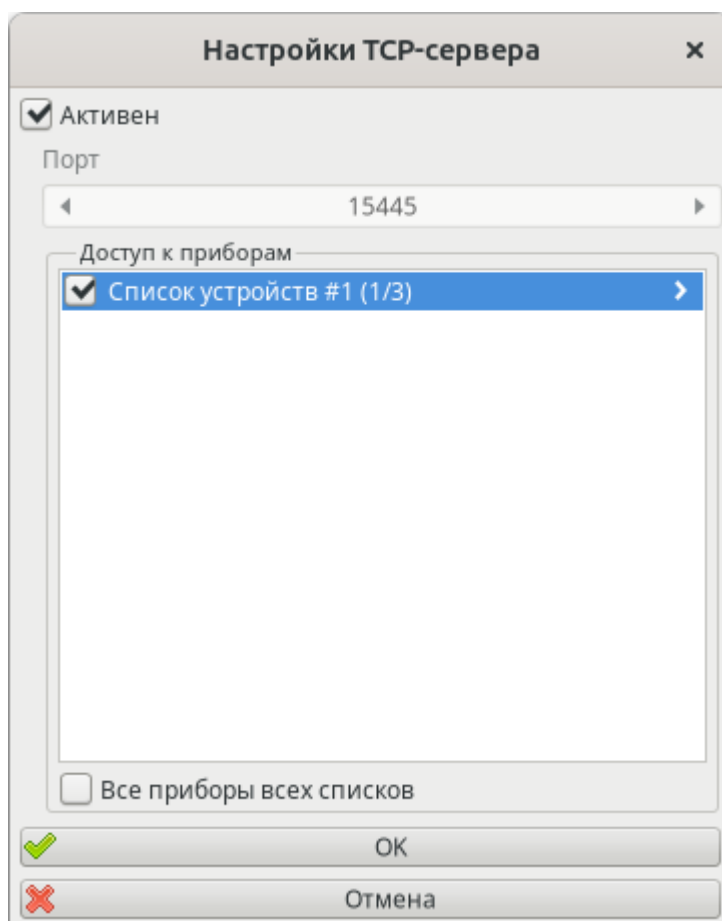 Настройки TCP-сервера
Активен
Порт
15445
Доступ к приборам
Список устройств #1 (1/3)
Все приборы всех списков
OK
Отмена